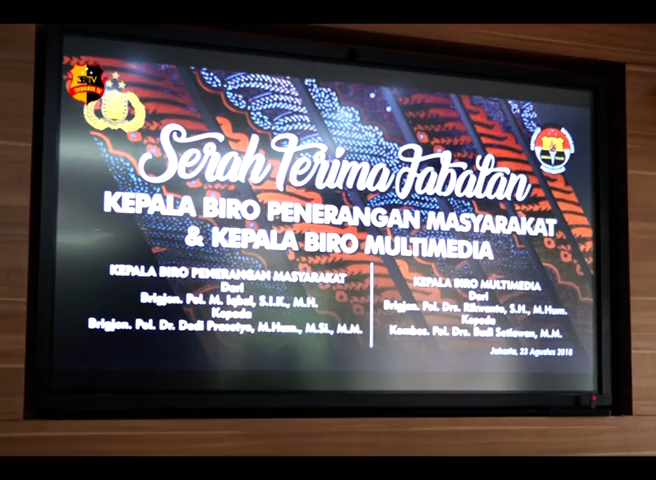 TRIBRATA TV
Serah Terima Jabatan
KEPALA BIRO PENERANGAN MASYARAKAT
& KEPALA BIRO MULTIMEDIA
KEPALA BIRO PENERANGAN MASYARAKAT
Dari
Brigjen. Pol. M. Iqbal, S.I.K., M.H.
Kepada
Brigjen. Pol. Dr. Dedi Prasetyo, M.Hum., M.Si., M.M.
KEPALA BIRO MULTIMEDIA
Dari
Brigjen. Pol. Drs. Rikwanto, S.H., M.Hum.
Kepada
Kombes. Pol. Drs. Budi Setiawan, M.M.
Jakarta, 23 Agustus 2018